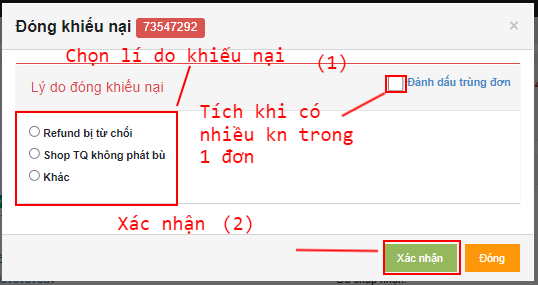 Đóng khiếu nại 73547292 ×
Chọn lí do khiếu nại (1)
Lý do đóng khiếu nại
Đánh dấu trùng đơn
Tích khi có
nhiều kn trong
1 đơn
Refund bị từ chối
Shop TQ không phát bù
Khác
Xác nhận (2)
Xác nhận
Đóng